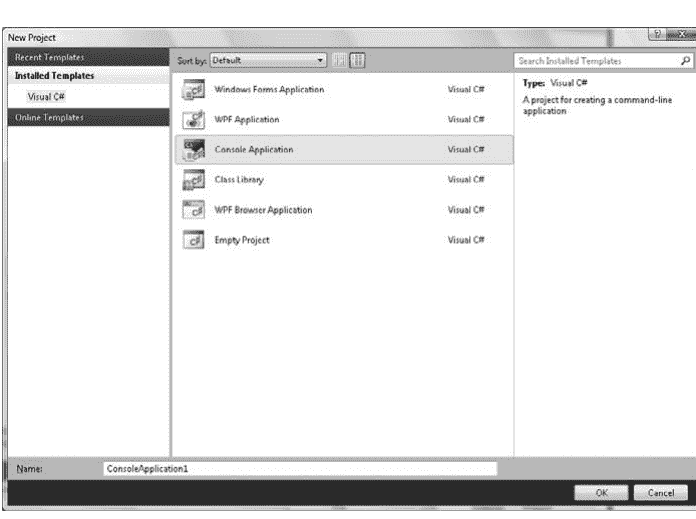 New Project
Recent Templates
Installed Templates
Visual C#
Online Templates
Sort by: Default
Search Installed Templates
Windows Forms Application Visual C#
WPF Application Visual C#
Console Application Visual C#
Class Library Visual C#
WPF Browser Application Visual C#
Empty Project Visual C#
Type: Visual C#
A project for creating a command-line
application
Name: ConsoleApplication1
OK Cancel